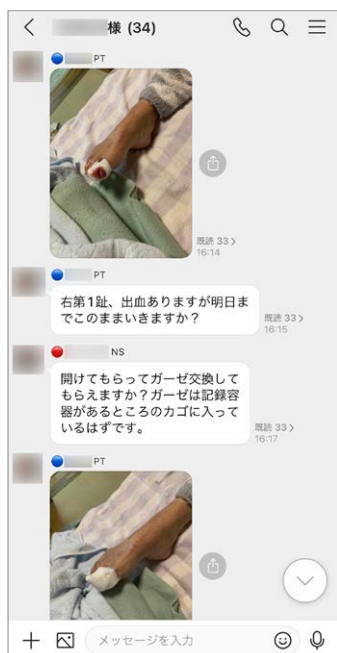 様 (34)
PT
既読 33 >
16:14
PT
右第1趾、出血ありますが明日ま
でこのままいきますか？
既読 33 >
16:15
NS
開けてもらってガーゼ交換して
もらえますか？ガーゼは記録容
器があるところのカゴに入って
いるはずです。
既読 33 >
16:17
PT
メッセージを入力